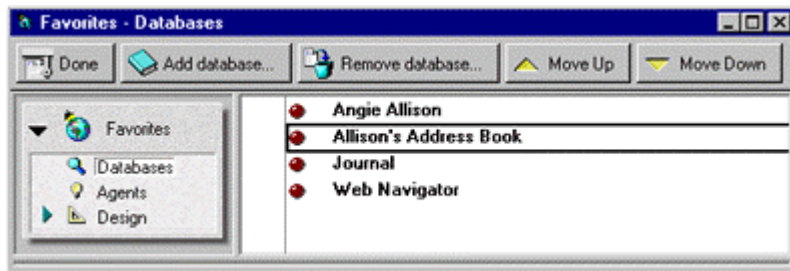 Favorites - Databases
Done Add database... Remove database... Move Up Move Down
Favorites
Databases
Agents
Design
Angie Allison
Allison's Address Book
Journal
Web Navigator